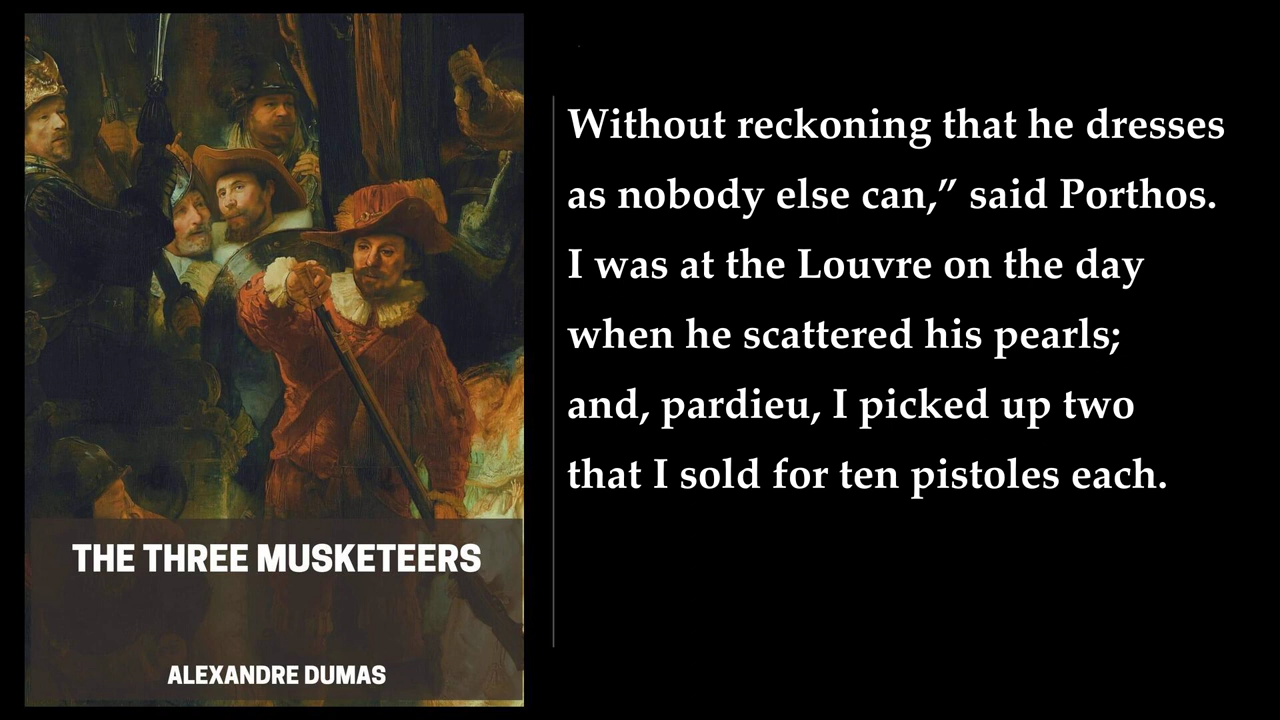 THE THREE MUSKETEERS
ALEXANDRE DUMAS
Without reckoning that he dresses
as nobody else can,” said Porthos.
I was at the Louvre on the day
when he scattered his pearls;
and, pardieu, I picked up two
that I sold for ten pistoles each.